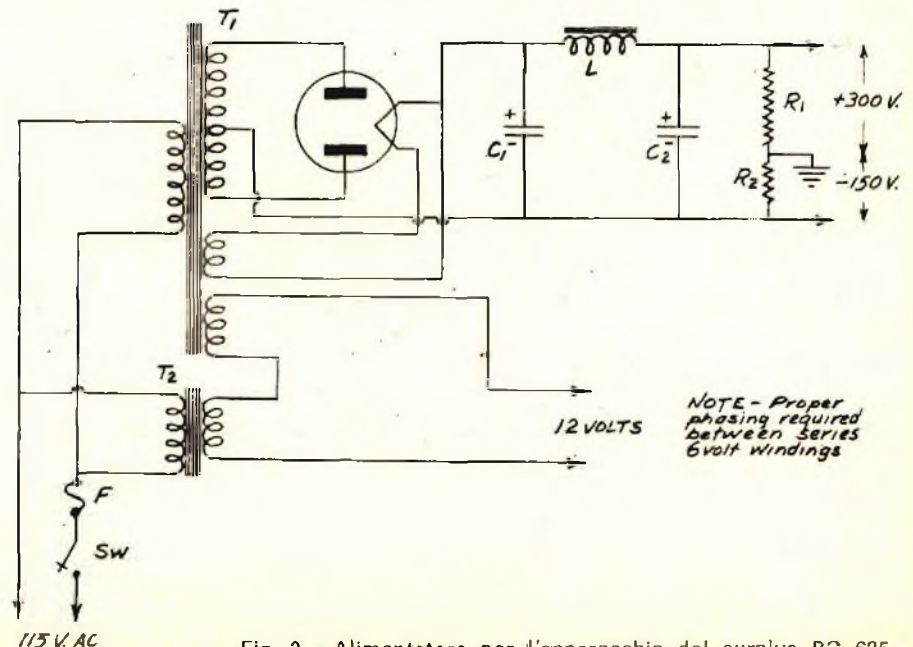 T1
L
C1
+
-
C2
+
-
R1
+300 V.
R2
-150 V.
T2
12 VOLTS
NOTE - Proper
phasing required
between series
6 volt windings
F
SW
115 V. AC
Fig. 2 - Alimentatore per l'apparecchio del surplus BC 625